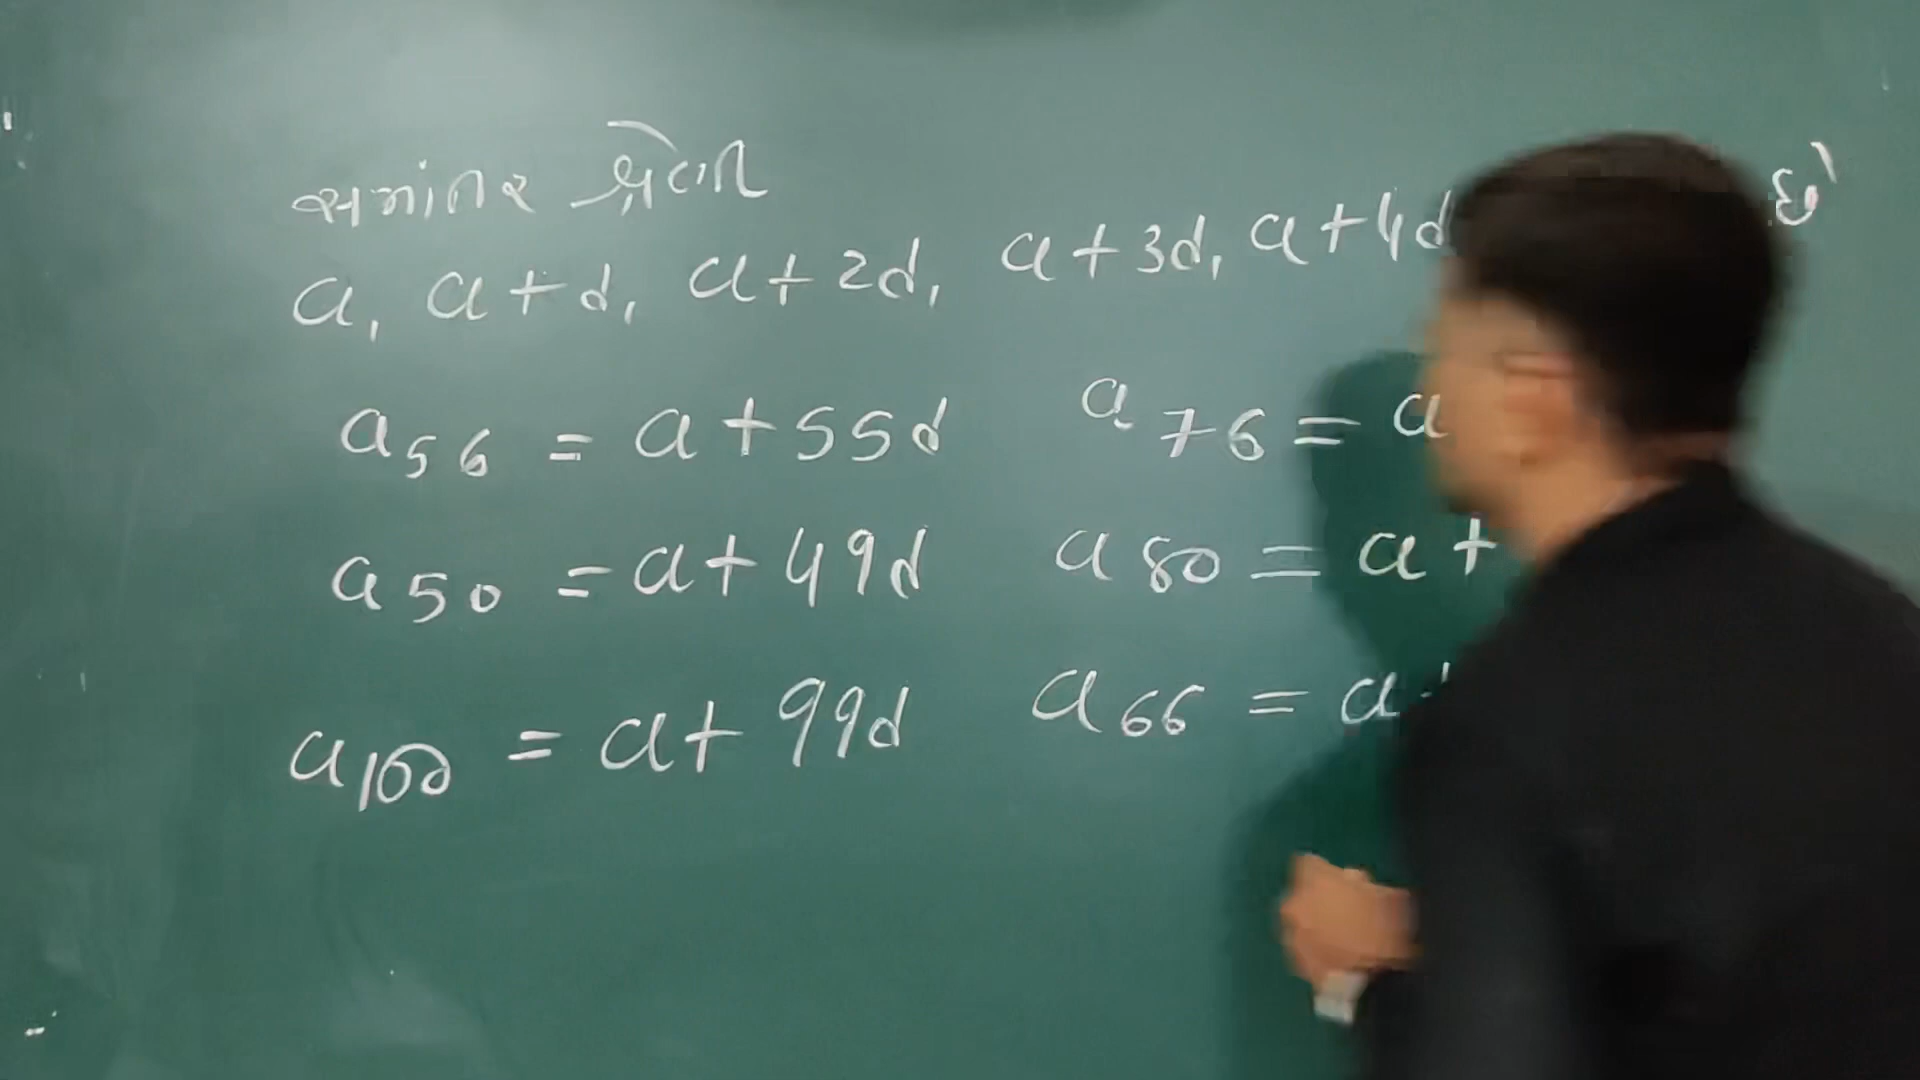 સમાંતર શ્રેણી
a, a+d, a+2d, a+3d, a+4d
a56 = a+55d
a76 = a
a50 = a+49d
a80 = a+
a100 = a+99d
a66 = a+